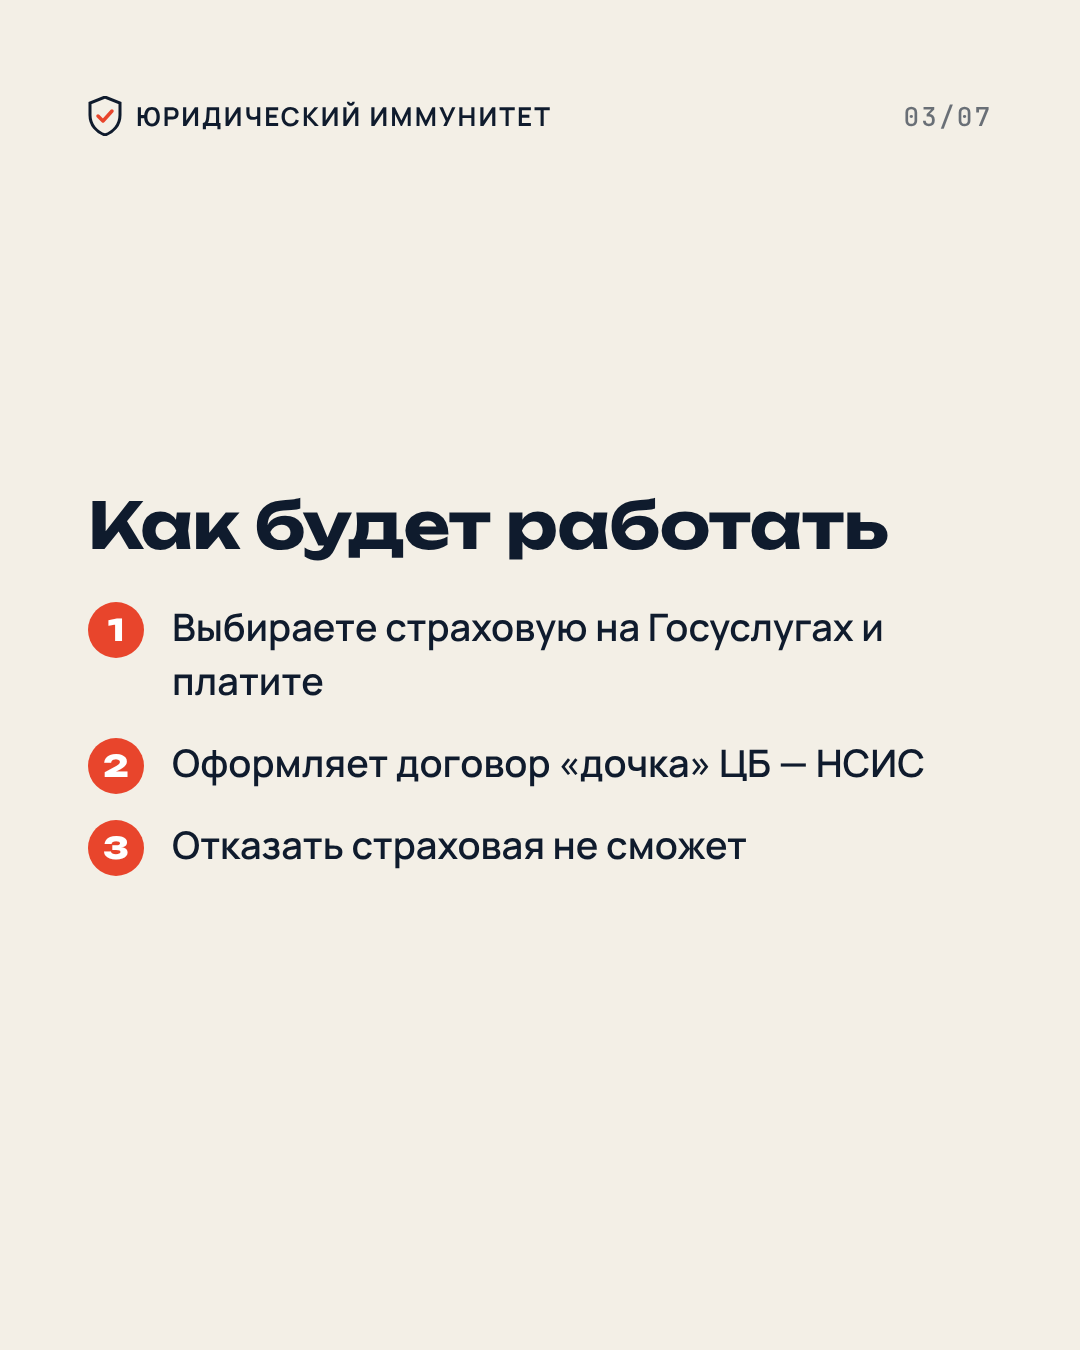 ЮРИДИЧЕСКИЙ ИММУНИТЕТ
03/07
Как будет работать
1 Выбираете страховую на Госуслугах и
платите
2 Оформляет договор «дочка» ЦБ — НСИС
3 Отказать страховая не сможет